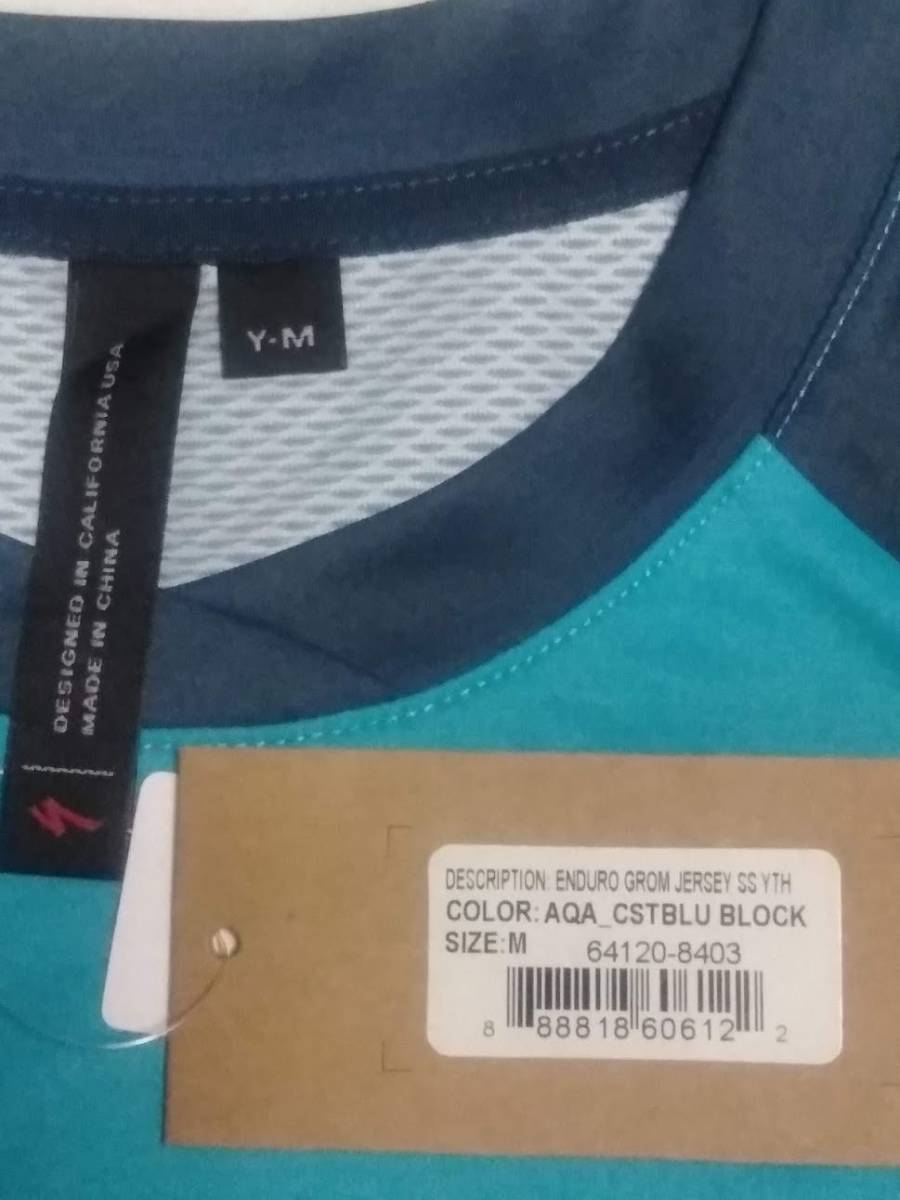 Y-M
DESIGNED IN CALIFORNIA USA
MADE IN CHINA
DESCRIPTION: ENDURO GROM JERSEY SS YTH
COLOR: AQA_CSTBLU BLOCK
SIZE:M 64120-8403
8 88818 60612 2